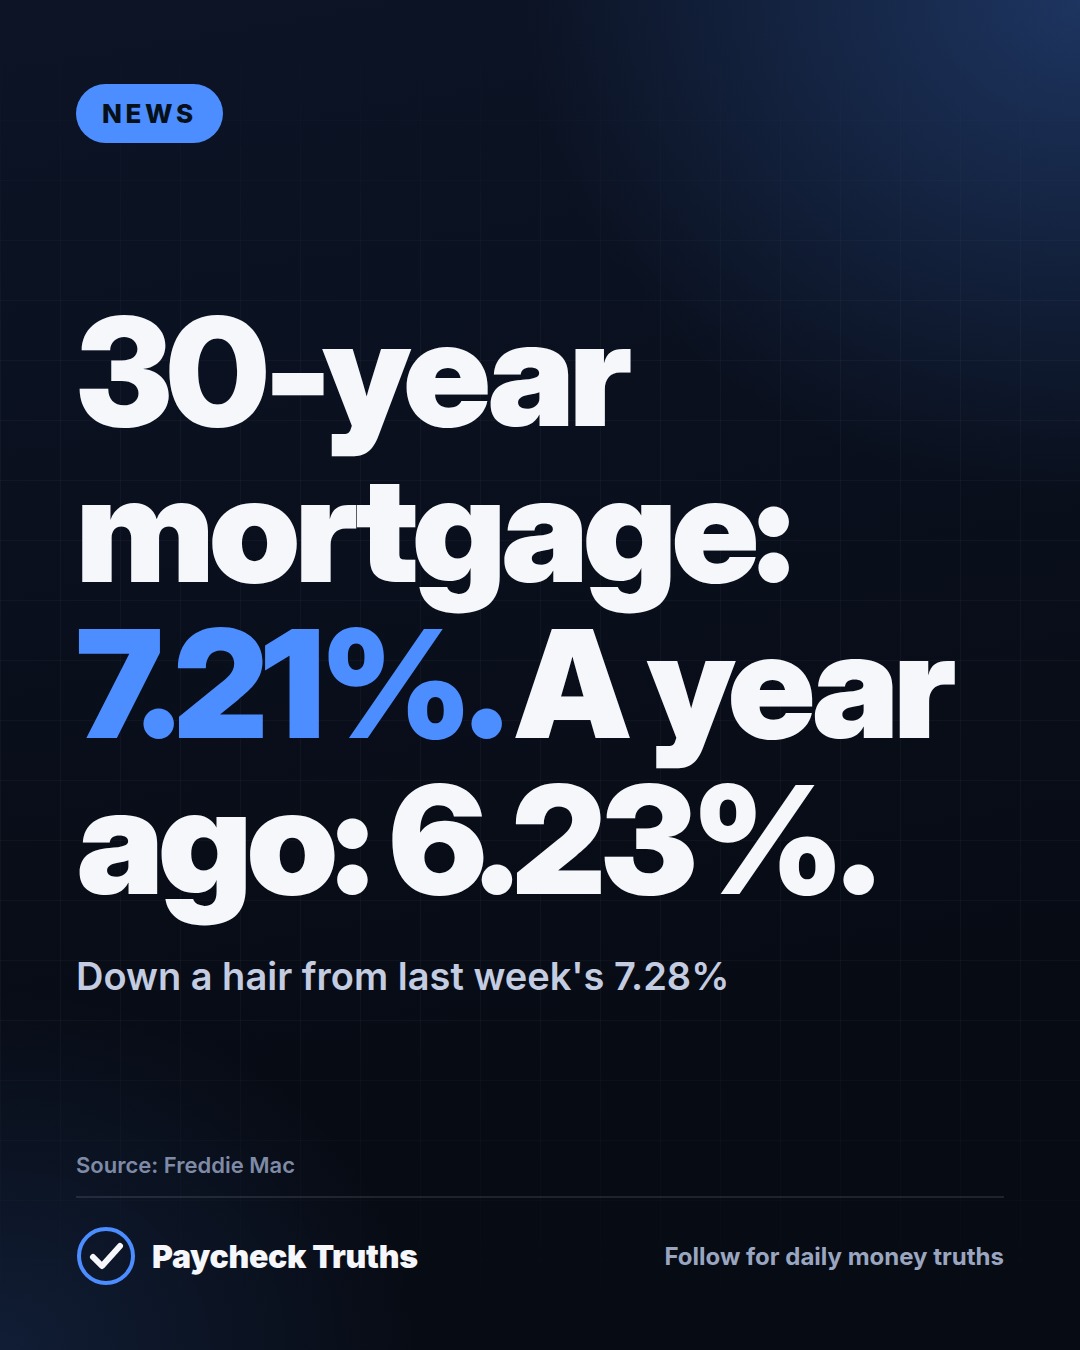 NEWS
30-year
mortgage:
7.21%. A year
ago: 6.23%.
Down a hair from last week's 7.28%
Source: Freddie Mac
Paycheck Truths
Follow for daily money truths